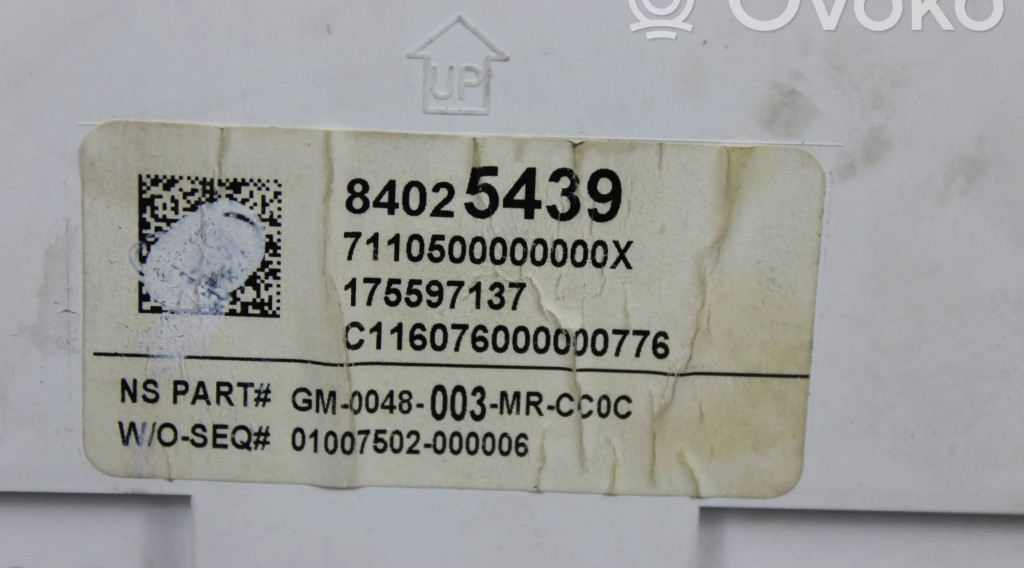 Ovoko
UP
84025439
7110500000000X
175597137
C116076000000776
NS PART# GM-0048-003-MR-CC0C
W/O-SEQ# 01007502-000006